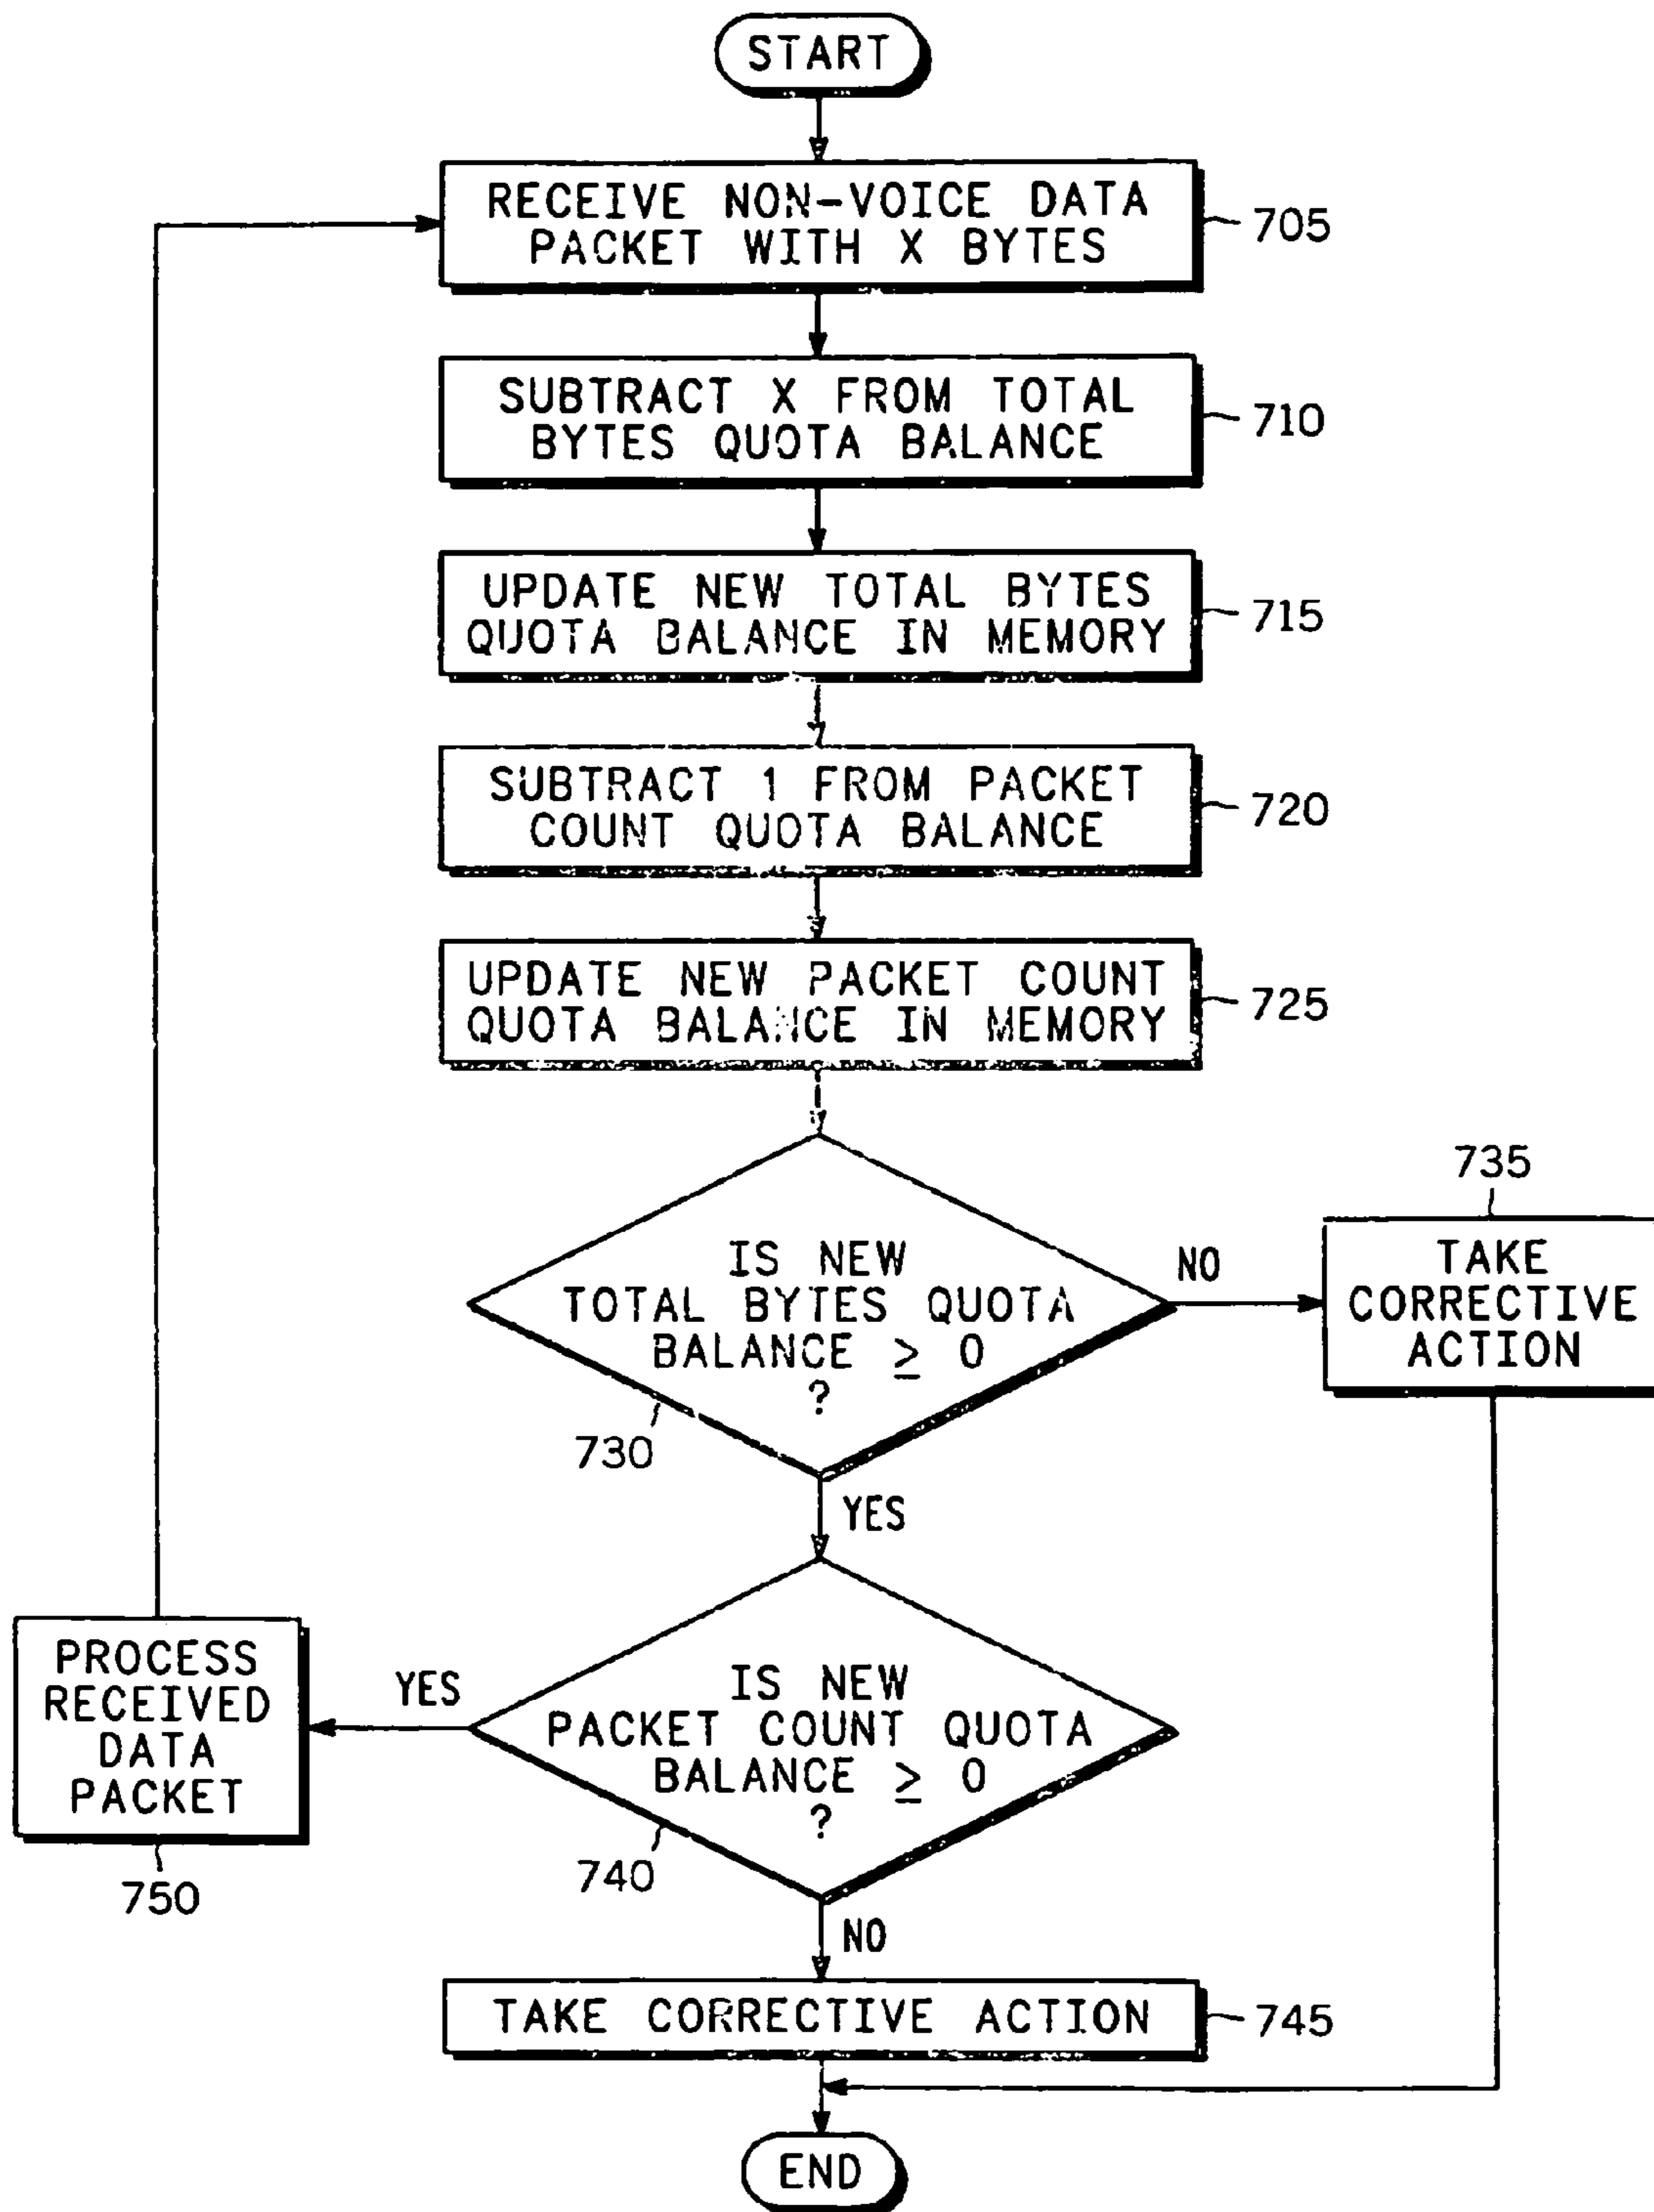 START
RECEIVE NON-VOICE DATA
PACKET WITH X BYTES
705
SUBTRACT X FROM TOTAL
BYTES QUOTA BALANCE
710
UPDATE NEW TOTAL BYTES
QUOTA BALANCE IN MEMORY
715
SUBTRACT 1 FROM PACKET
COUNT QUOTA BALANCE
720
UPDATE NEW PACKET COUNT
QUOTA BALANCE IN MEMORY
725
IS NEW
TOTAL BYTES QUOTA
BALANCE ≥ 0
?
730
NO
735
TAKE
CORRECTIVE
ACTION
YES
IS NEW
PACKET COUNT QUOTA
BALANCE ≥ 0
?
740
YES
PROCESS
RECEIVED
DATA
PACKET
750
NO
TAKE CORRECTIVE ACTION
745
END